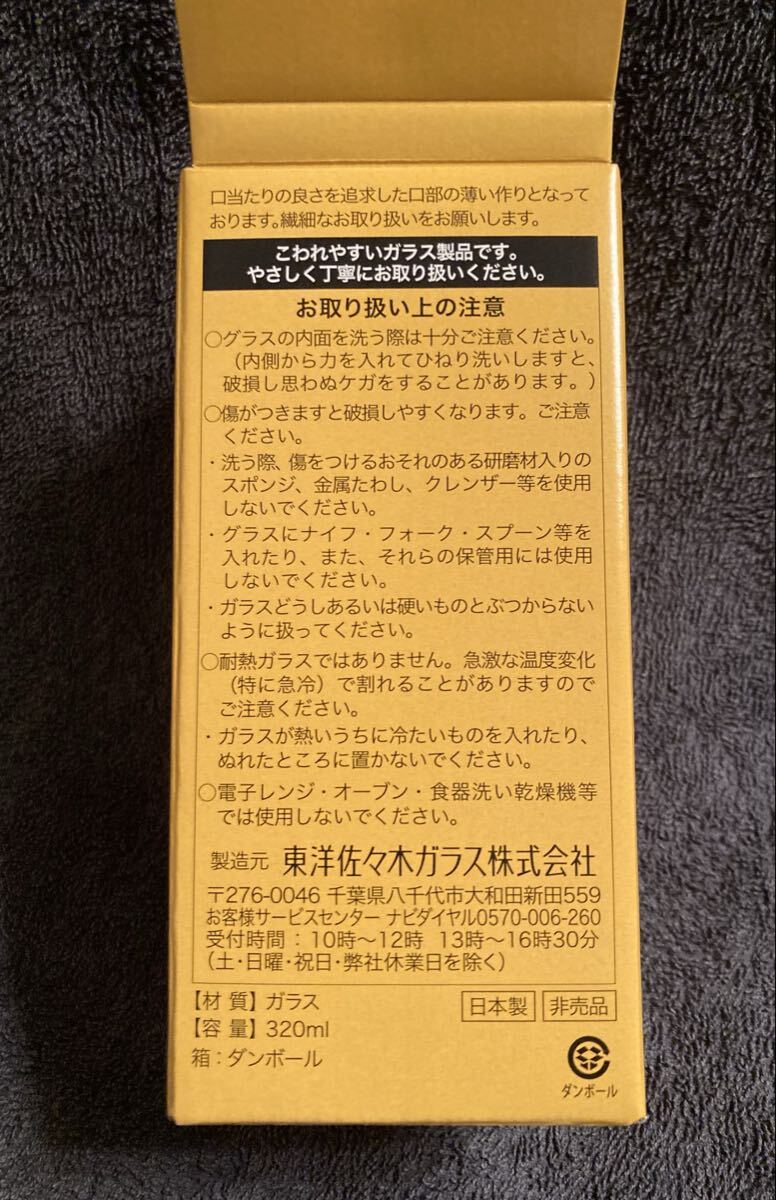 口当たりの良さを追求した口部の薄い作りとなって
おります。繊細なお取り扱いをお願いします。
こわれやすいガラス製品です。
やさしく丁寧にお取り扱いください。
お取り扱い上の注意
○グラスの内面を洗う際は十分ご注意ください。
（内側から力を入れてひねり洗いしますと、
破損し思わぬケガをすることがあります。）
○傷がつきますと破損しやすくなります。ご注意
ください。
・洗う際、傷をつけるおそれのある研磨材入りの
スポンジ、金属たわし、クレンザー等を使用
しないでください。
・グラスにナイフ・フォーク・スプーン等を
入れたり、また、それらの保管用には使用
しないでください。
・ガラスどうしあるいは硬いものとぶつからない
ように扱ってください。
○耐熱ガラスではありません。急激な温度変化
（特に急冷）で割れることがありますので
ご注意ください。
・ガラスが熱いうちに冷たいものを入れたり、
ぬれたところに置かないでください。
○電子レンジ・オーブン・食器洗い乾燥機等
では使用しないでください。
製造元 東洋佐々木ガラス株式会社
〒276-0046 千葉県八千代市大和田新田559
お客様サービスセンター ナビダイヤル0570-006-260
受付時間：10時～12時 13時～16時30分
（土・日曜・祝日・弊社休業日を除く）
【材 質】ガラス 日本製 非売品
【容 量】320ml
箱：ダンボール
ダンボール